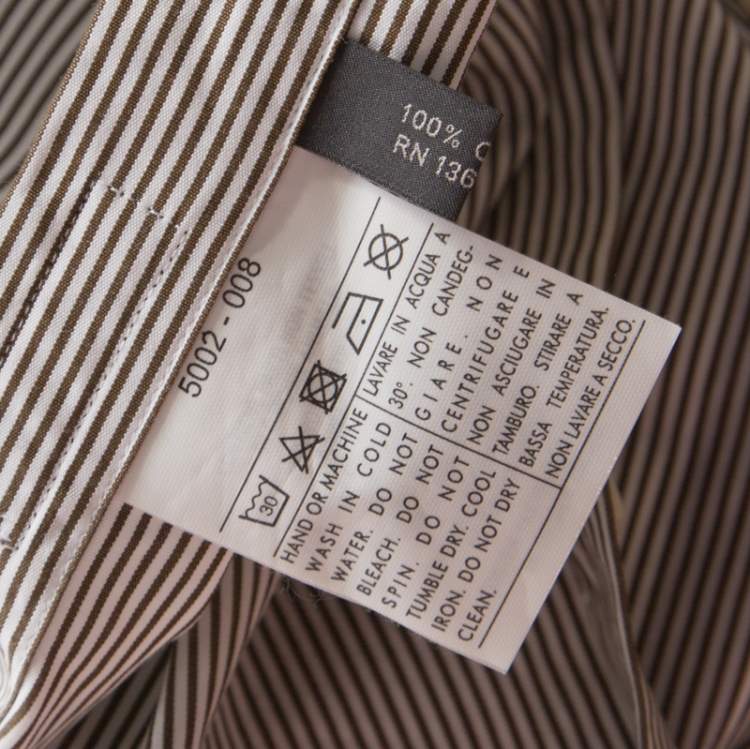 100%
RN 136
5002 - 008
30
HAND OR MACHINE
WASH IN COLD
WATER. DO NOT
BLEACH. DO NOT
SPIN. DO NOT
TUMBLE DRY. COOL
IRON. DO NOT DRY
CLEAN.
LAVARE IN ACQUA A
30°. NON CANDEG-
GIARE. NON
CENTRIFUGARE E
NON ASCIUGARE IN
TAMBURO. STIRARE A
BASSA TEMPERATURA.
NON LAVARE A SECCO.